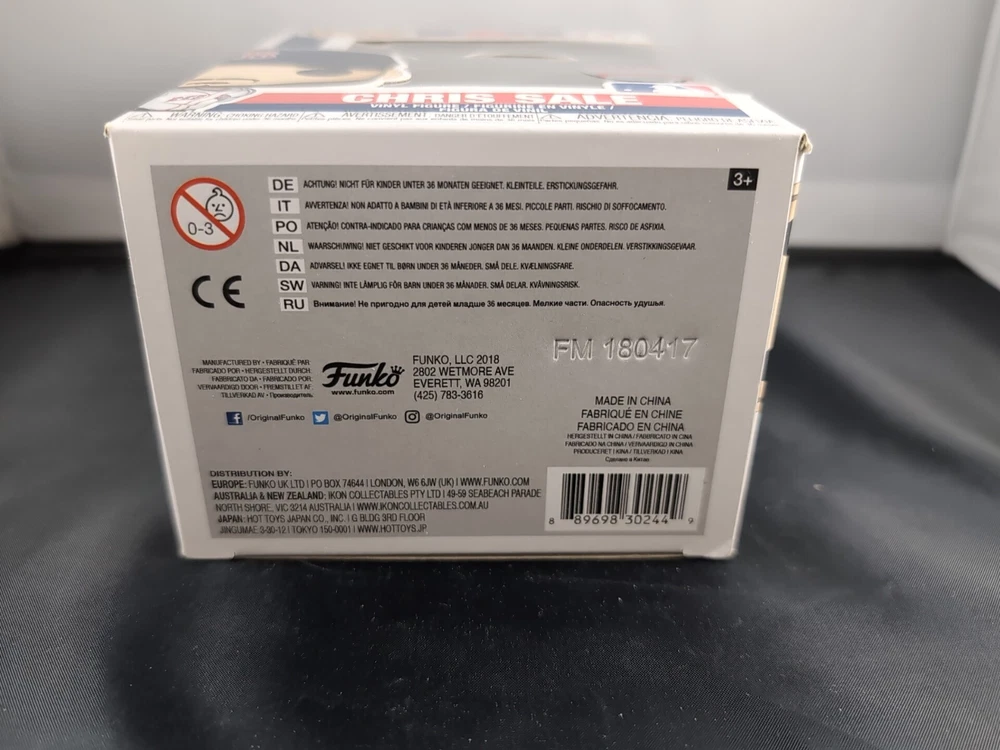 CHRIS SALE
VINYL FIGURE / FIGURINE EN VINYLE /
FIGURA DE VINIL
WARNING: CHOKING HAZARD
AVERTISSEMENT: DANGER D'ÉTOUFFEMENT
ADVERTENCIA: PELIGRO DE ASFIXIA
3+
0-3
DE ACHTUNG! NICHT FÜR KINDER UNTER 36 MONATEN GEEIGNET. KLEINTEILE. ERSTICKUNGSGEFAHR.
IT AVVERTENZA! NON ADATTO A BAMBINI DI ETÀ INFERIORE A 36 MESI. PICCOLE PARTI. RISCHIO DI SOFFOCAMENTO.
PO ATENÇÃO! CONTRA-INDICADO PARA CRIANÇAS COM MENOS DE 36 MESES. PEQUENAS PARTES. RISCO DE ASFIXIA.
NL WAARSCHUWING! NIET GESCHIKT VOOR KINDEREN JONGER DAN 36 MAANDEN. KLEINE ONDERDELEN. VERSTIKKINGSGEVAAR.
DA ADVARSEL! IKKE EGNET TIL BØRN UNDER 36 MÅNEDER. SMÅ DELE. KVÆLNINGSFARE.
SW VARNING! INTE LÄMPLIG FÖR BARN UNDER 36 MÅNADER. SMÅ DELAR. KVÄVNINGSRISK.
RU Внимание! Не пригодно для детей младше 36 месяцев. Мелкие части. Опасность удушья.
CE
FM 180417
MANUFACTURED BY • FABRIQUÉ PAR
FABRICADO POR • HERGESTELLT DURCH:
FABBRICATO DA • FABRICADO POR:
VERVAARDIGD DOOR • FREMSTILLET AF:
TILLVERKAD AV • Производитель:
Funko
www.funko.com
FUNKO, LLC 2018
2802 WETMORE AVE
EVERETT, WA 98201
(425) 783-3616
/OriginalFunko @OriginalFunko @OriginalFunko
MADE IN CHINA
FABRIQUÉ EN CHINE
FABRICADO EN CHINA
HERGESTELLT IN CHINA / FABBRICATO IN CINA
FABRICADO NA CHINA / VERVAARDIGD IN CHINA
PRODUCERET I KINA / TILLVERKAD I KINA
Сделано в Китае
DISTRIBUTION BY:
EUROPE: FUNKO UK LTD | PO BOX 74644 | LONDON, W6 6JW (UK) | WWW.FUNKO.COM
AUSTRALIA & NEW ZEALAND: IKON COLLECTABLES PTY LTD | 49-59 SEABEACH PARADE
NORTH SHORE, VIC 3214 AUSTRALIA | WWW.IKONCOLLECTABLES.COM.AU
JAPAN: HOT TOYS JAPAN CO., INC. | G BLDG 3RD FLOOR
JINGUMAE 3-30-12 | TOKYO 150-0001 | WWW.HOTTOYS.JP
8 89698 30244 9